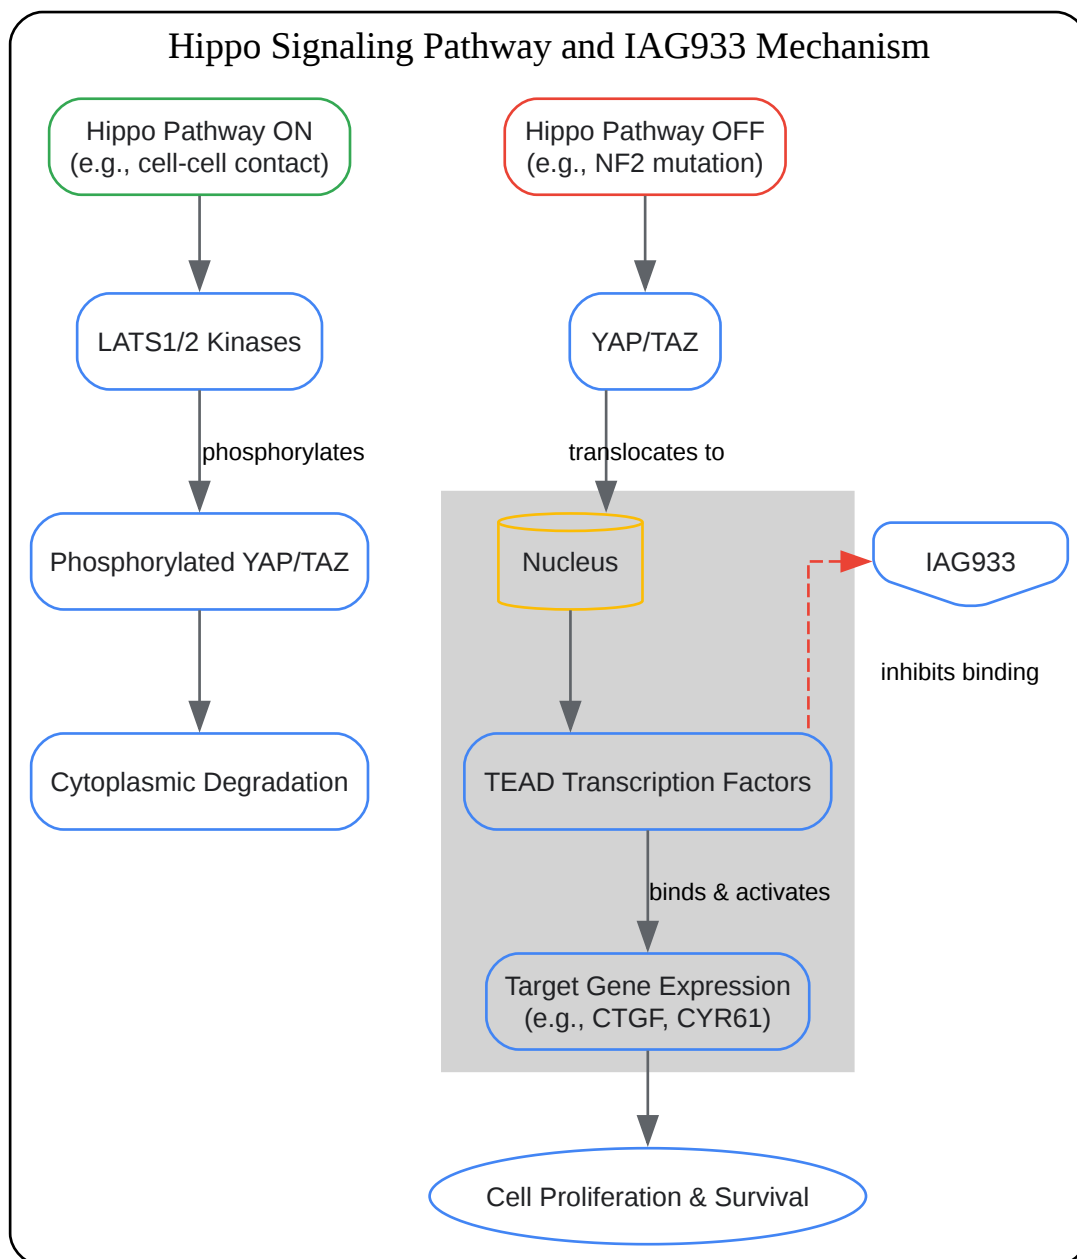 Hippo Signaling Pathway and IAG933 Mechanism
Hippo Pathway ON
(e.g., cell-cell contact)
Hippo Pathway OFF
(e.g., NF2 mutation)
LATS1/2 Kinases
YAP/TAZ
phosphorylates
translocates to
Phosphorylated YAP/TAZ
Nucleus
IAG933
inhibits binding
Cytoplasmic Degradation
TEAD Transcription Factors
binds & activates
Target Gene Expression
(e.g., CTGF, CYR61)
Cell Proliferation & Survival